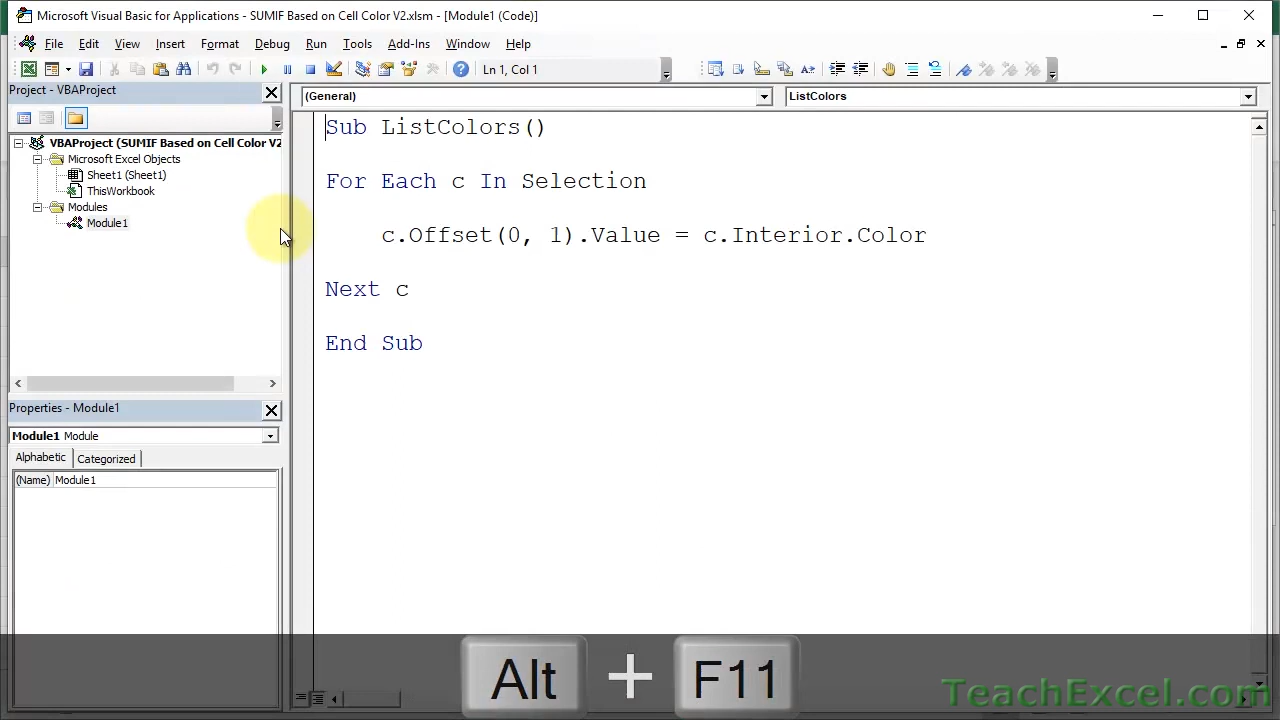 Microsoft Visual Basic for Applications - SUMIF Based on Cell Color V2.xlsm - [Module1 (Code)]
File Edit View Insert Format Debug Run Tools Add-Ins Window Help
Ln 1, Col 1
Project - VBAProject
(General)
ListColors
VBAProject (SUMIF Based on Cell Color V2
Microsoft Excel Objects
Sheet1 (Sheet1)
ThisWorkbook
Modules
Module1
Sub ListColors()
For Each c In Selection
c.Offset(0, 1).Value = c.Interior.Color
Next c
End Sub
Properties - Module1
Module1 Module
Alphabetic Categorized
(Name) Module1
Alt + F11
TeachExcel.com